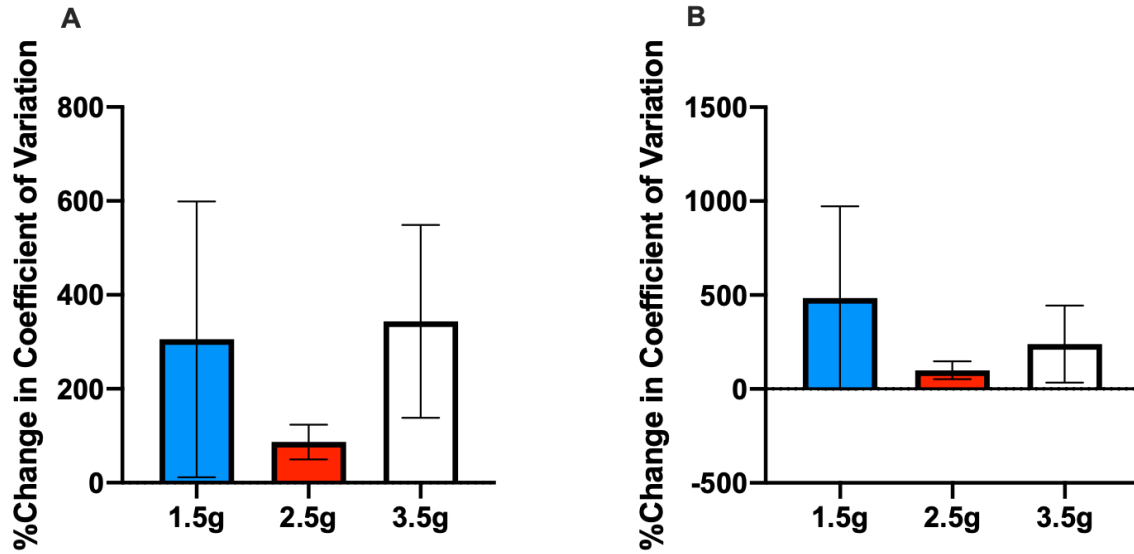 A
%Change in Coefficient of Variation
800
600
400
200
0
1.5g
2.5g
3.5g
B
%Change in Coefficient of Variation
1500
1000
500
0
-500
1.5g
2.5g
3.5g